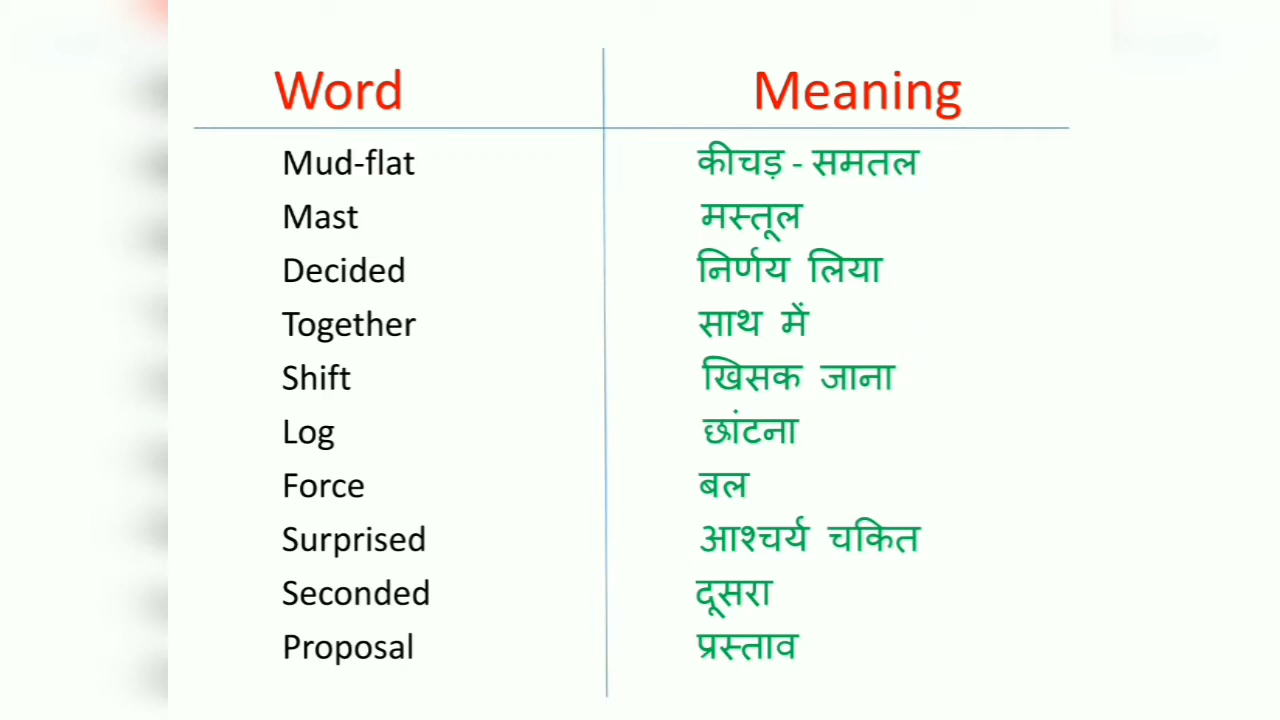 Word Meaning
Mud-flat कीचड़ - समतल
Mast मस्तूल
Decided निर्णय लिया
Together साथ में
Shift खिसक जाना
Log छांटना
Force बल
Surprised आश्चर्य चकित
Seconded दूसरा
Proposal प्रस्ताव